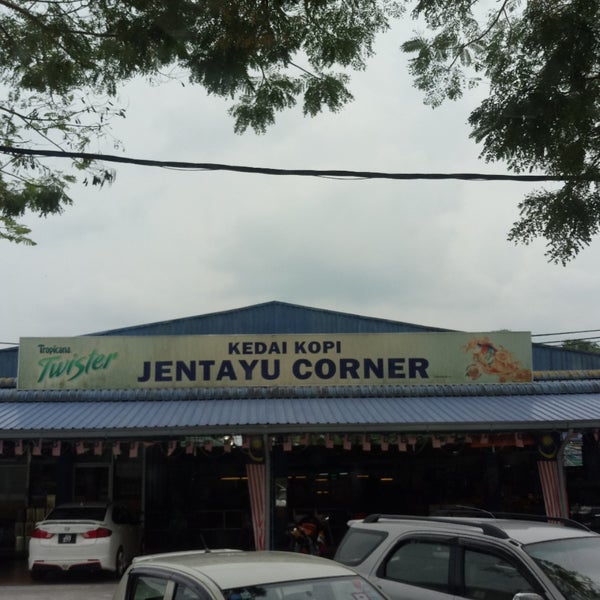 Tropicana
Twister
KEDAI KOPI
JENTAYU CORNER